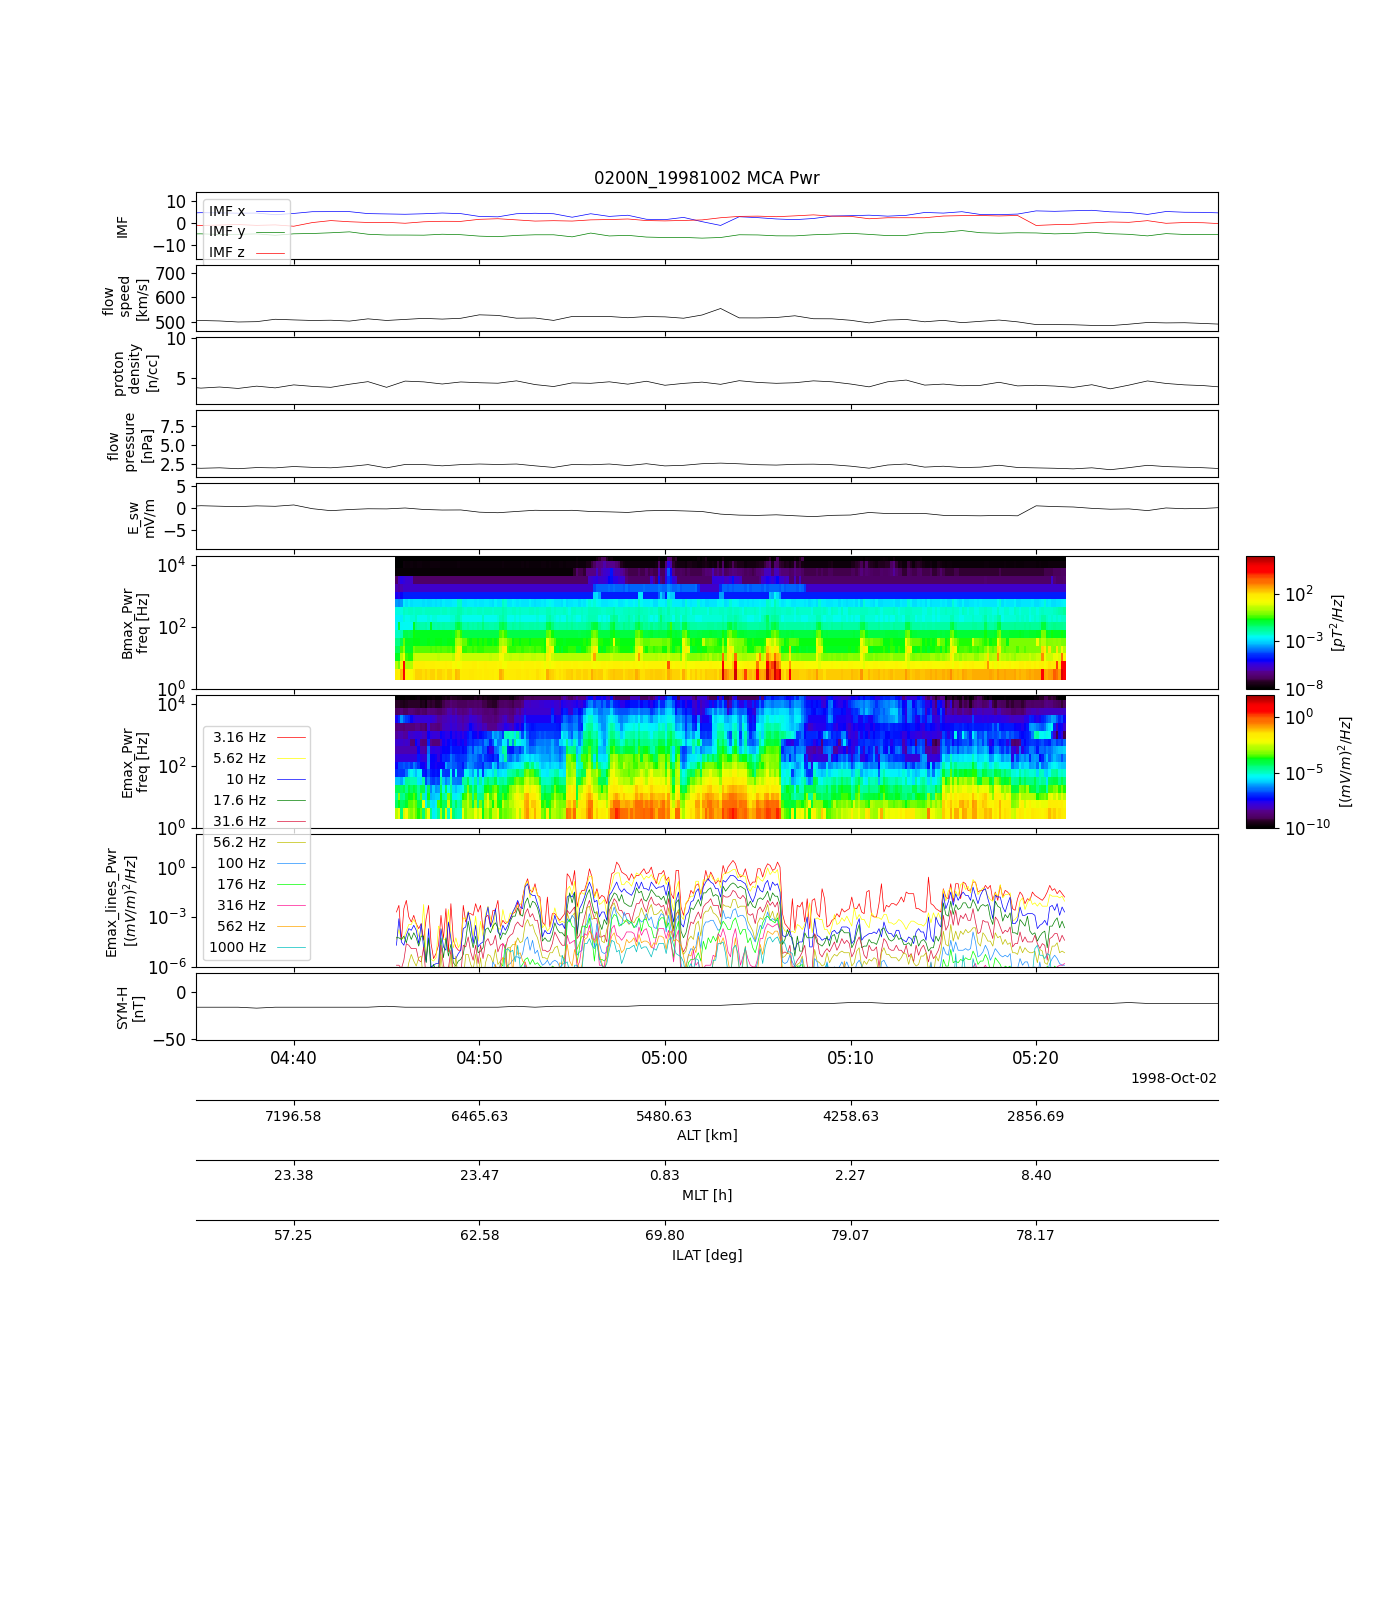 0200N_19981002 MCA Pwr
IMF
10
0
−10
IMF x
IMF y
IMF z
flow
speed
[km/s]
700
600
500
proton
density
[n/cc]
10
5
flow
pressure
[nPa]
7.5
5.0
2.5
E_sw
mV/m
5
0
−5
Bmax_Pwr
freq [Hz]
10^4
10^2
10^0
10^2
10^−3
10^−8
[pT^2/Hz]
Emax_Pwr
freq [Hz]
10^4
10^2
10^0
10^0
10^−5
10^−10
[(mV/m)^2/Hz]
3.16 Hz
5.62 Hz
10 Hz
17.6 Hz
31.6 Hz
56.2 Hz
100 Hz
176 Hz
316 Hz
562 Hz
1000 Hz
Emax_lines_Pwr
[(mV/m)^2/Hz]
10^0
10^−3
10^−6
SYM-H
[nT]
0
−50
04:40 04:50 05:00 05:10 05:20
1998-Oct-02
7196.58 6465.63 5480.63 4258.63 2856.69
ALT [km]
23.38 23.47 0.83 2.27 8.40
MLT [h]
57.25 62.58 69.80 79.07 78.17
ILAT [deg]